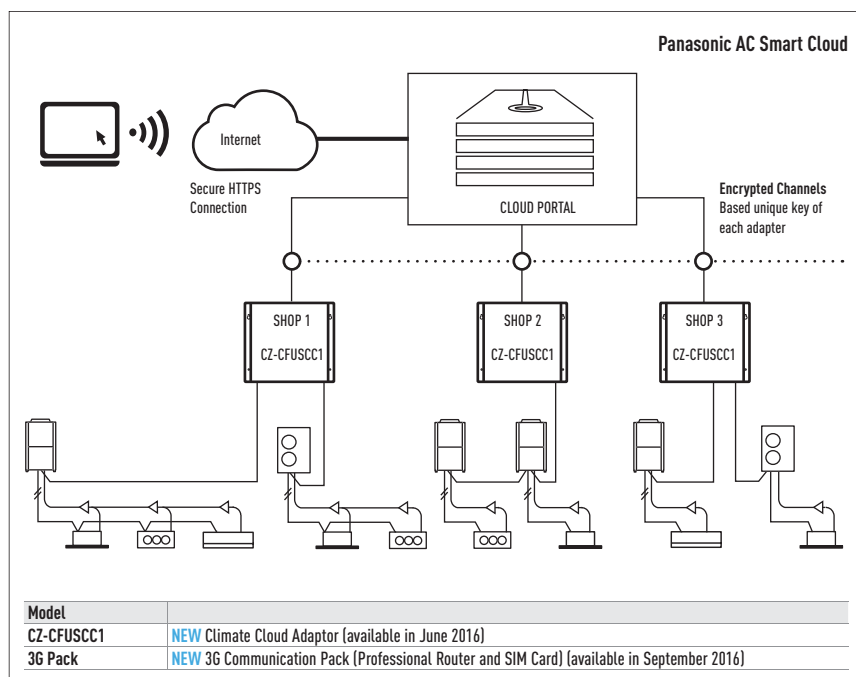 Panasonic AC Smart Cloud
Internet
Secure HTTPS
Connection
CLOUD PORTAL
Encrypted Channels
Based unique key of
each adapter
SHOP 1
CZ-CFUSCC1
SHOP 2
CZ-CFUSCC1
SHOP 3
CZ-CFUSCC1
Model
CZ-CFUSCC1 NEW Climate Cloud Adaptor (available in June 2016)
3G Pack NEW 3G Communication Pack (Professional Router and SIM Card) (available in September 2016)